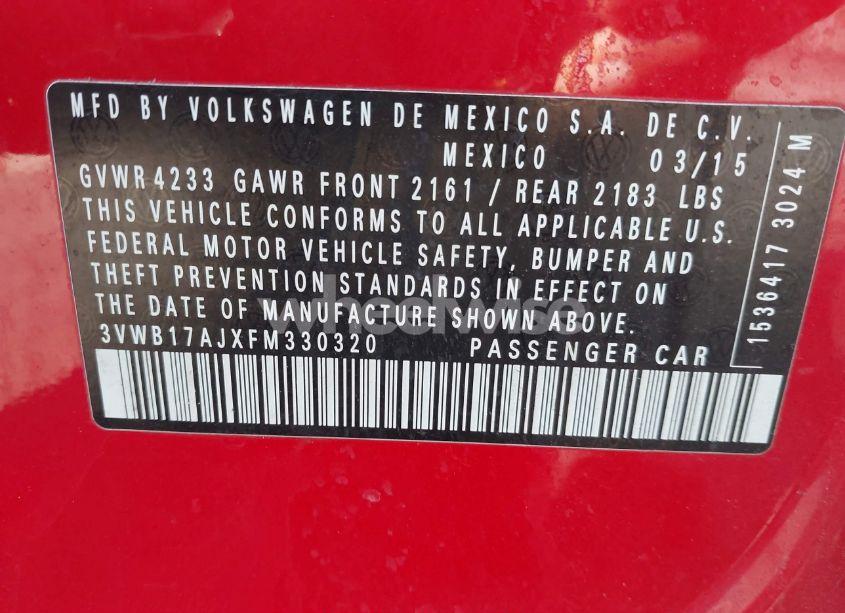 MFD BY VOLKSWAGEN DE MEXICO S.A. DE C.V.
MEXICO 03/15
GVWR 4233 GAWR FRONT 2161 / REAR 2183 LBS
THIS VEHICLE CONFORMS TO ALL APPLICABLE U.S.
FEDERAL MOTOR VEHICLE SAFETY, BUMPER AND
THEFT PREVENTION STANDARDS IN EFFECT ON
THE DATE OF MANUFACTURE SHOWN ABOVE.
3VWB17AJXFM330320 PASSENGER CAR
1536417 3024 M
wheelwise